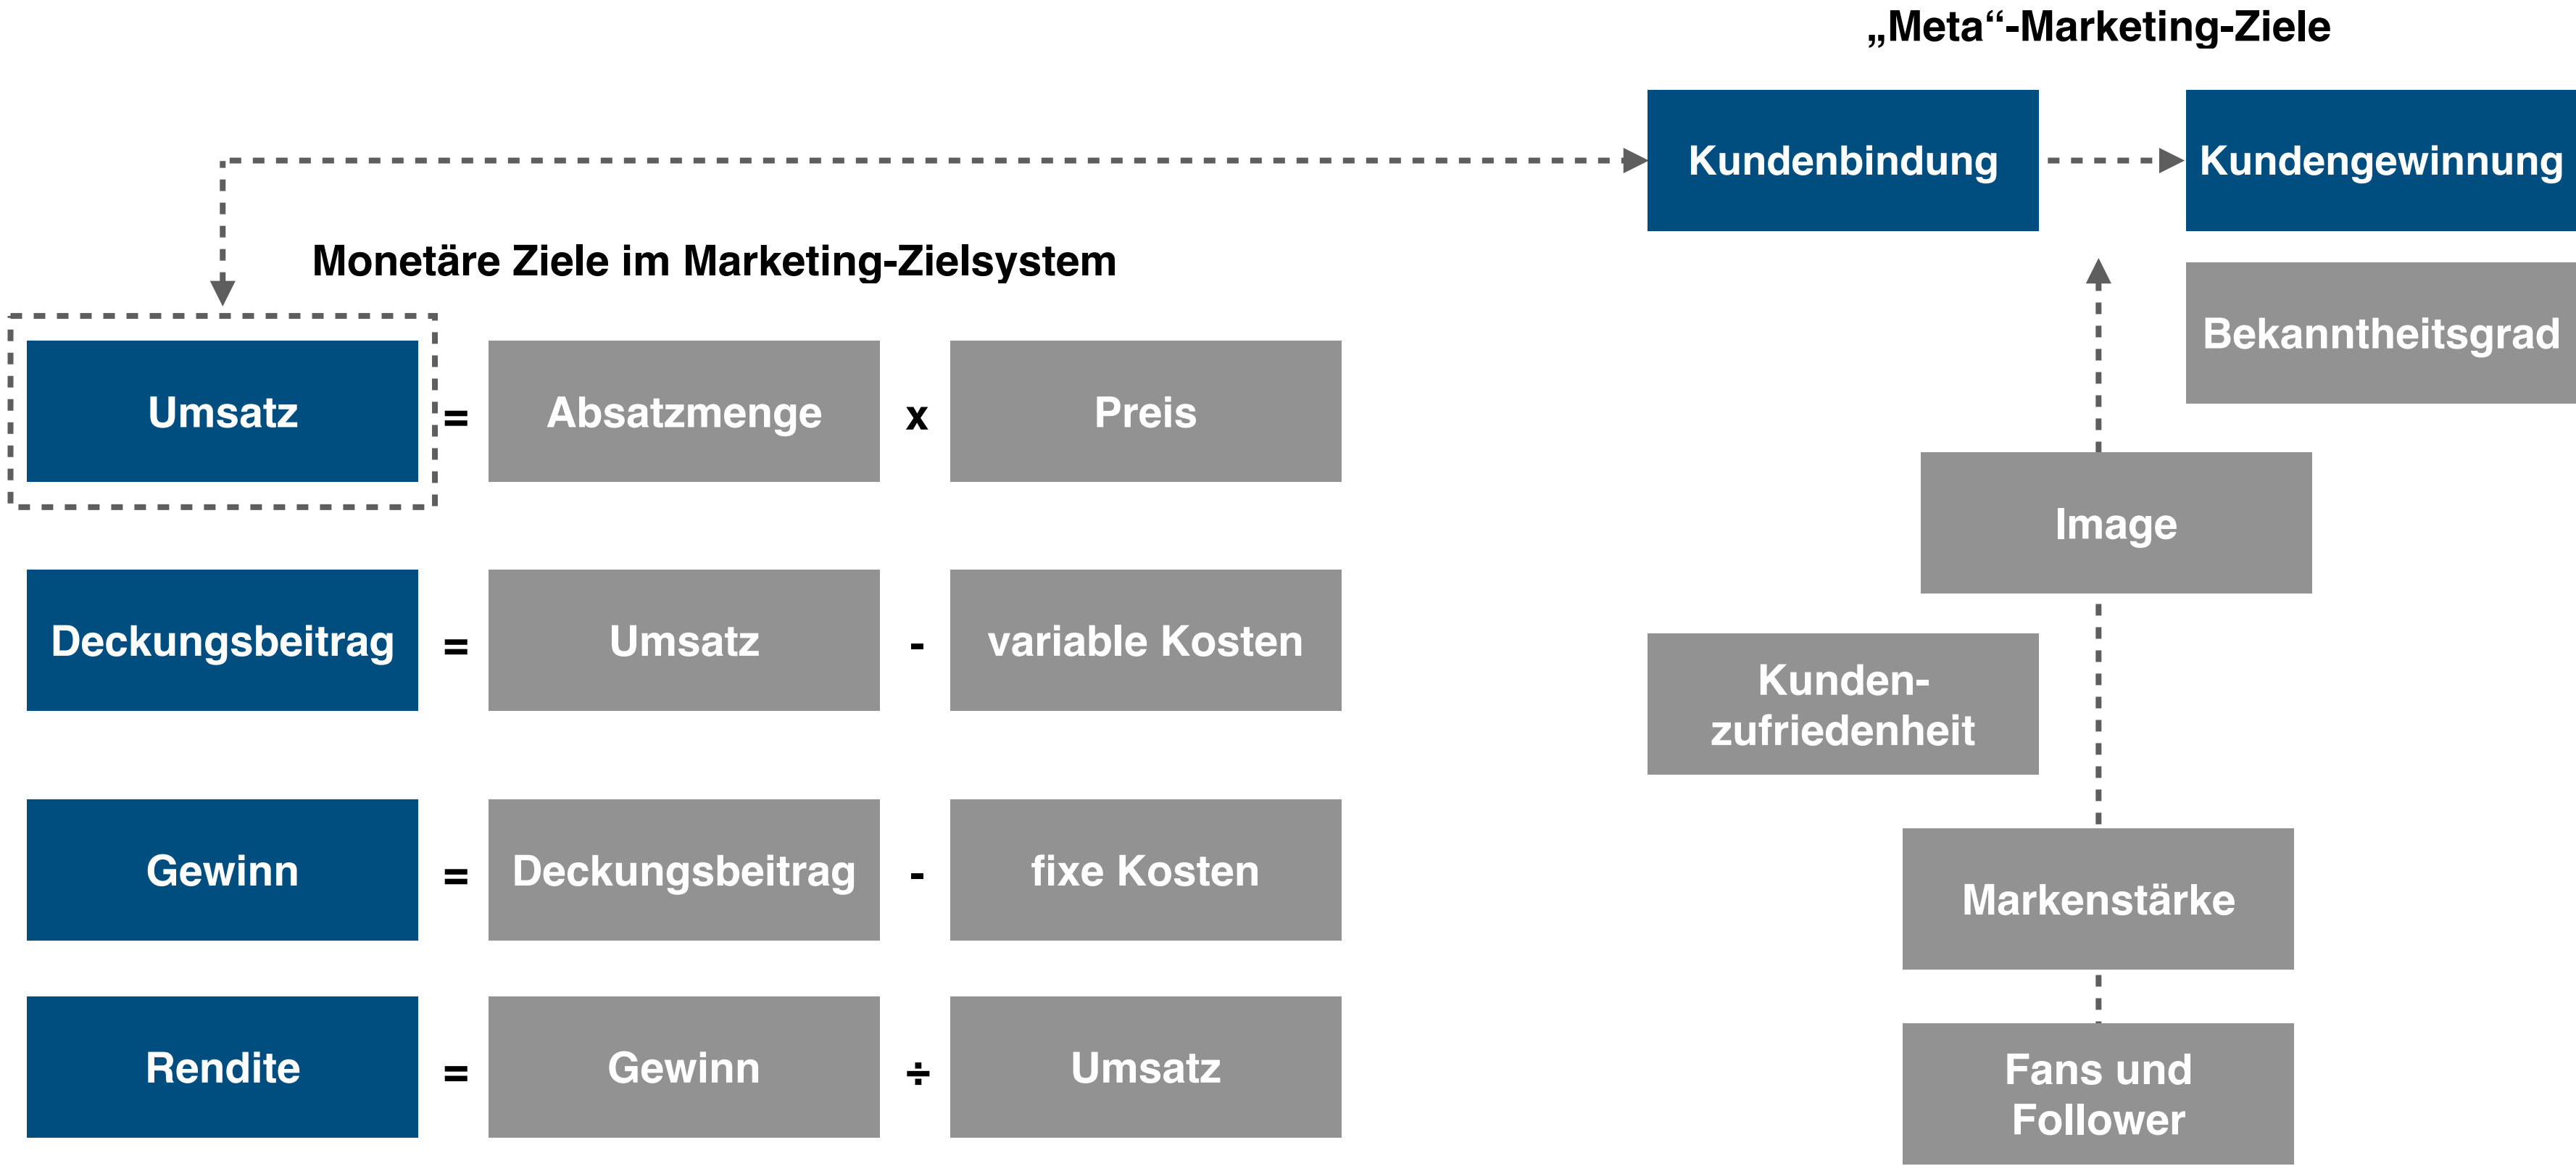 „Meta“-Marketing-Ziele
Kundenbindung
Kundengewinnung
Monetäre Ziele im Marketing-Zielsystem
Bekanntheitsgrad
Umsatz = Absatzmenge x Preis
Image
Deckungsbeitrag = Umsatz - variable Kosten
Kunden-
zufriedenheit
Gewinn = Deckungsbeitrag - fixe Kosten
Markenstärke
Rendite = Gewinn ÷ Umsatz
Fans und
Follower